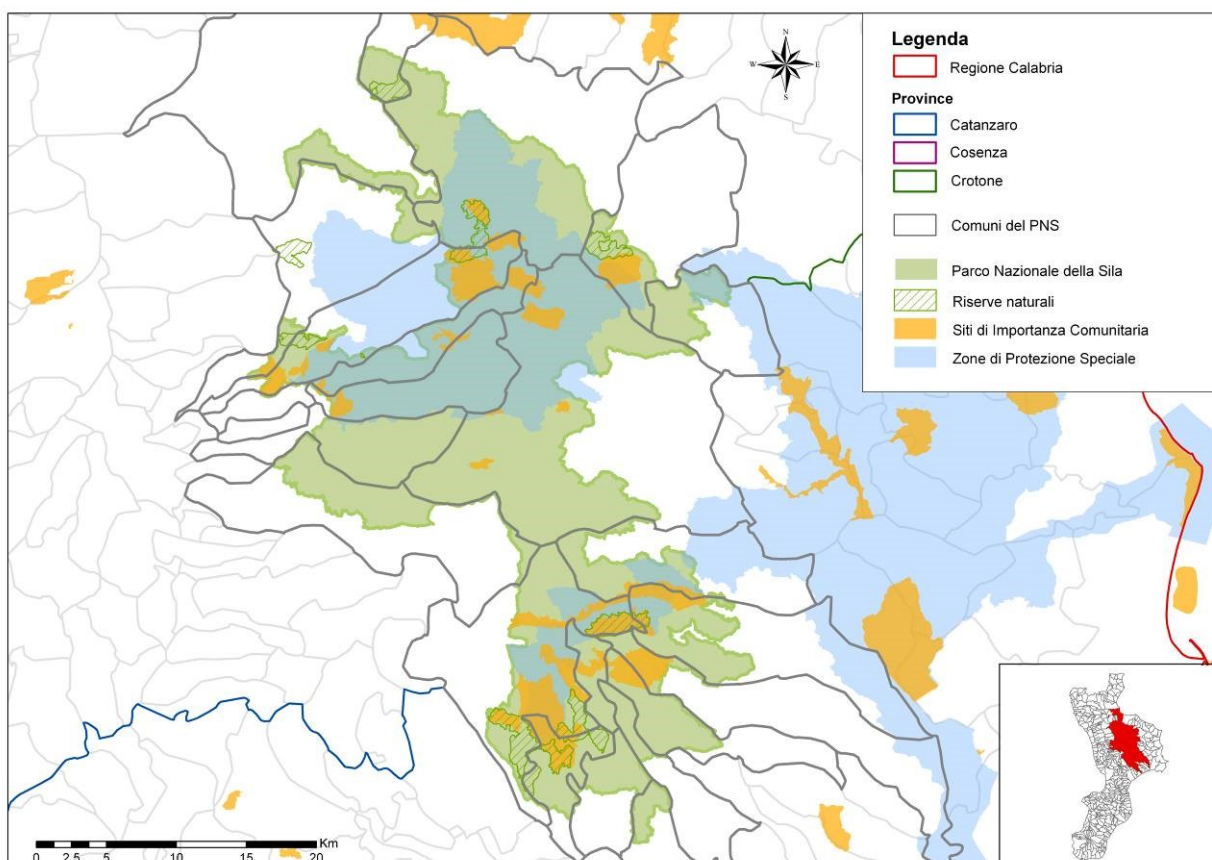 N
W E
S
Legenda
Regione Calabria
Province
Catanzaro
Cosenza
Crotone
Comuni del PNS
Parco Nazionale della Sila
Riserve naturali
Siti di Importanza Comunitaria
Zone di Protezione Speciale
Km
0 2.5 5 10 15 20